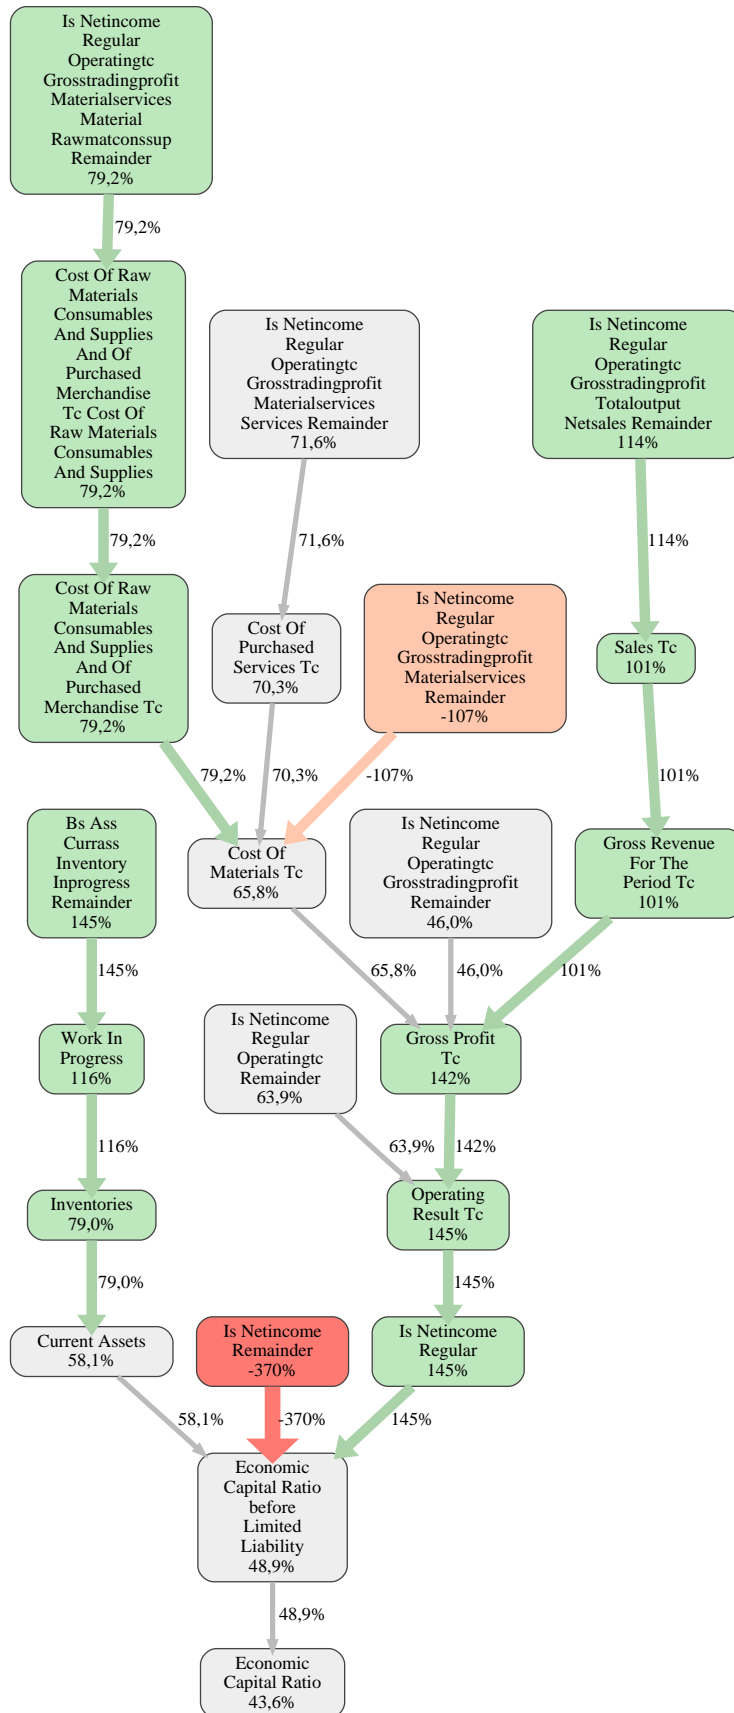 Is Netincome
Regular
Operatingtc
Grosstradingprofit
Materialservices
Material
Rawmatconssup
Remainder
79,2%
79,2%
Cost Of Raw
Materials
Consumables
And Supplies
And Of
Purchased
Merchandise
Tc Cost Of
Raw Materials
Consumables
And Supplies
79,2%
Is Netincome
Regular
Operatingtc
Grosstradingprofit
Materialservices
Services Remainder
71,6%
Is Netincome
Regular
Operatingtc
Grosstradingprofit
Totaloutput
Netsales Remainder
114%
79,2%
71,6%
114%
Cost Of Raw
Materials
Consumables
And Supplies
And Of
Purchased
Merchandise Tc
79,2%
Cost Of
Purchased
Services Tc
70,3%
Is Netincome
Regular
Operatingtc
Grosstradingprofit
Materialservices
Remainder
-107%
Sales Tc
101%
79,2%
70,3%
-107%
101%
Bs Ass
Currass
Inventory
Inprogress
Remainder
145%
Cost Of
Materials Tc
65,8%
Is Netincome
Regular
Operatingtc
Grosstradingprofit
Remainder
46,0%
Gross Revenue
For The
Period Tc
101%
145%
65,8%
46,0%
101%
Work In
Progress
116%
Is Netincome
Regular
Operatingtc
Remainder
63,9%
Gross Profit
Tc
142%
116%
63,9%
142%
Inventories
79,0%
Operating
Result Tc
145%
79,0%
145%
Current Assets
58,1%
Is Netincome
Remainder
-370%
Is Netincome
Regular
145%
58,1%
-370%
145%
Economic
Capital Ratio
before
Limited
Liability
48,9%
48,9%
Economic
Capital Ratio
43,6%